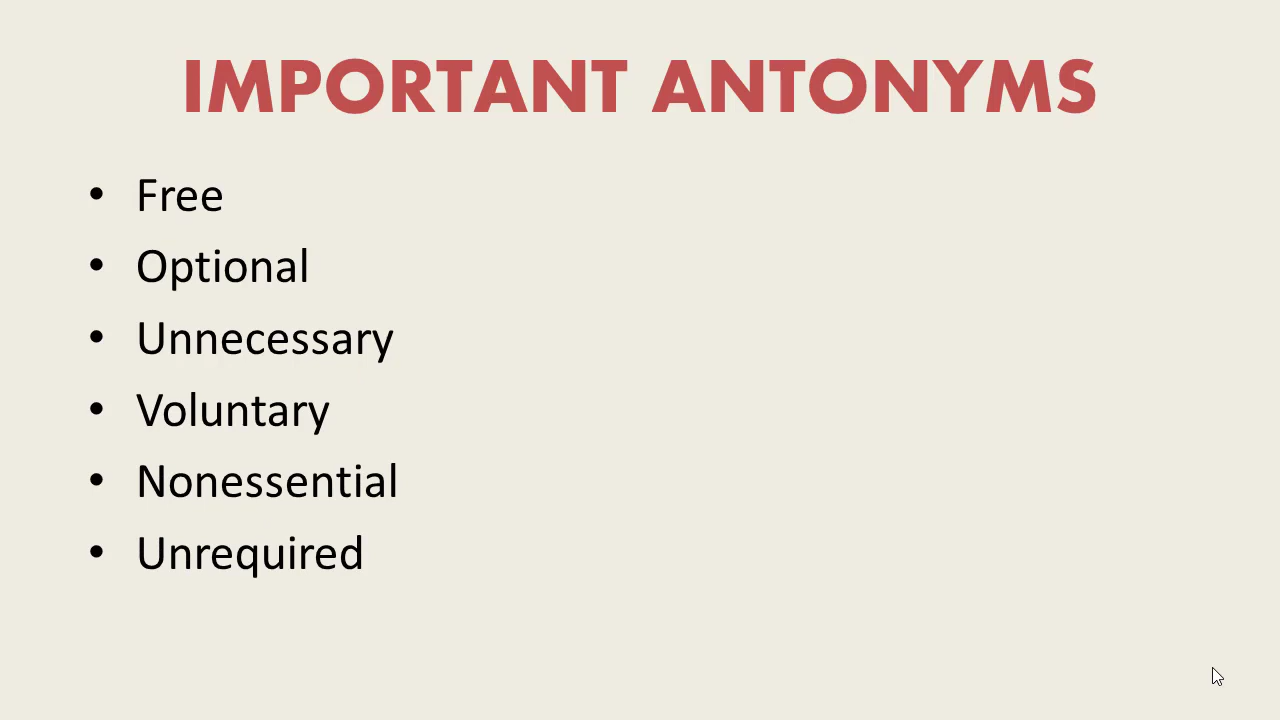 IMPORTANT ANTONYMS
• Free
• Optional
• Unnecessary
• Voluntary
• Nonessential
• Unrequired